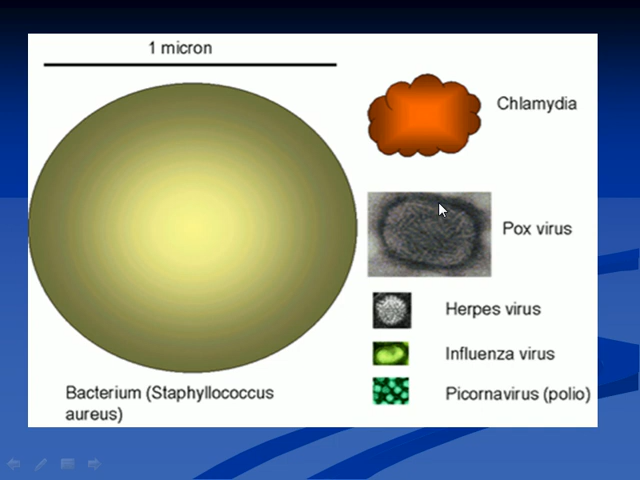 1 micron
Chlamydia
Pox virus
Herpes virus
Influenza virus
Picornavirus (polio)
Bacterium (Staphyllococcus
aureus)